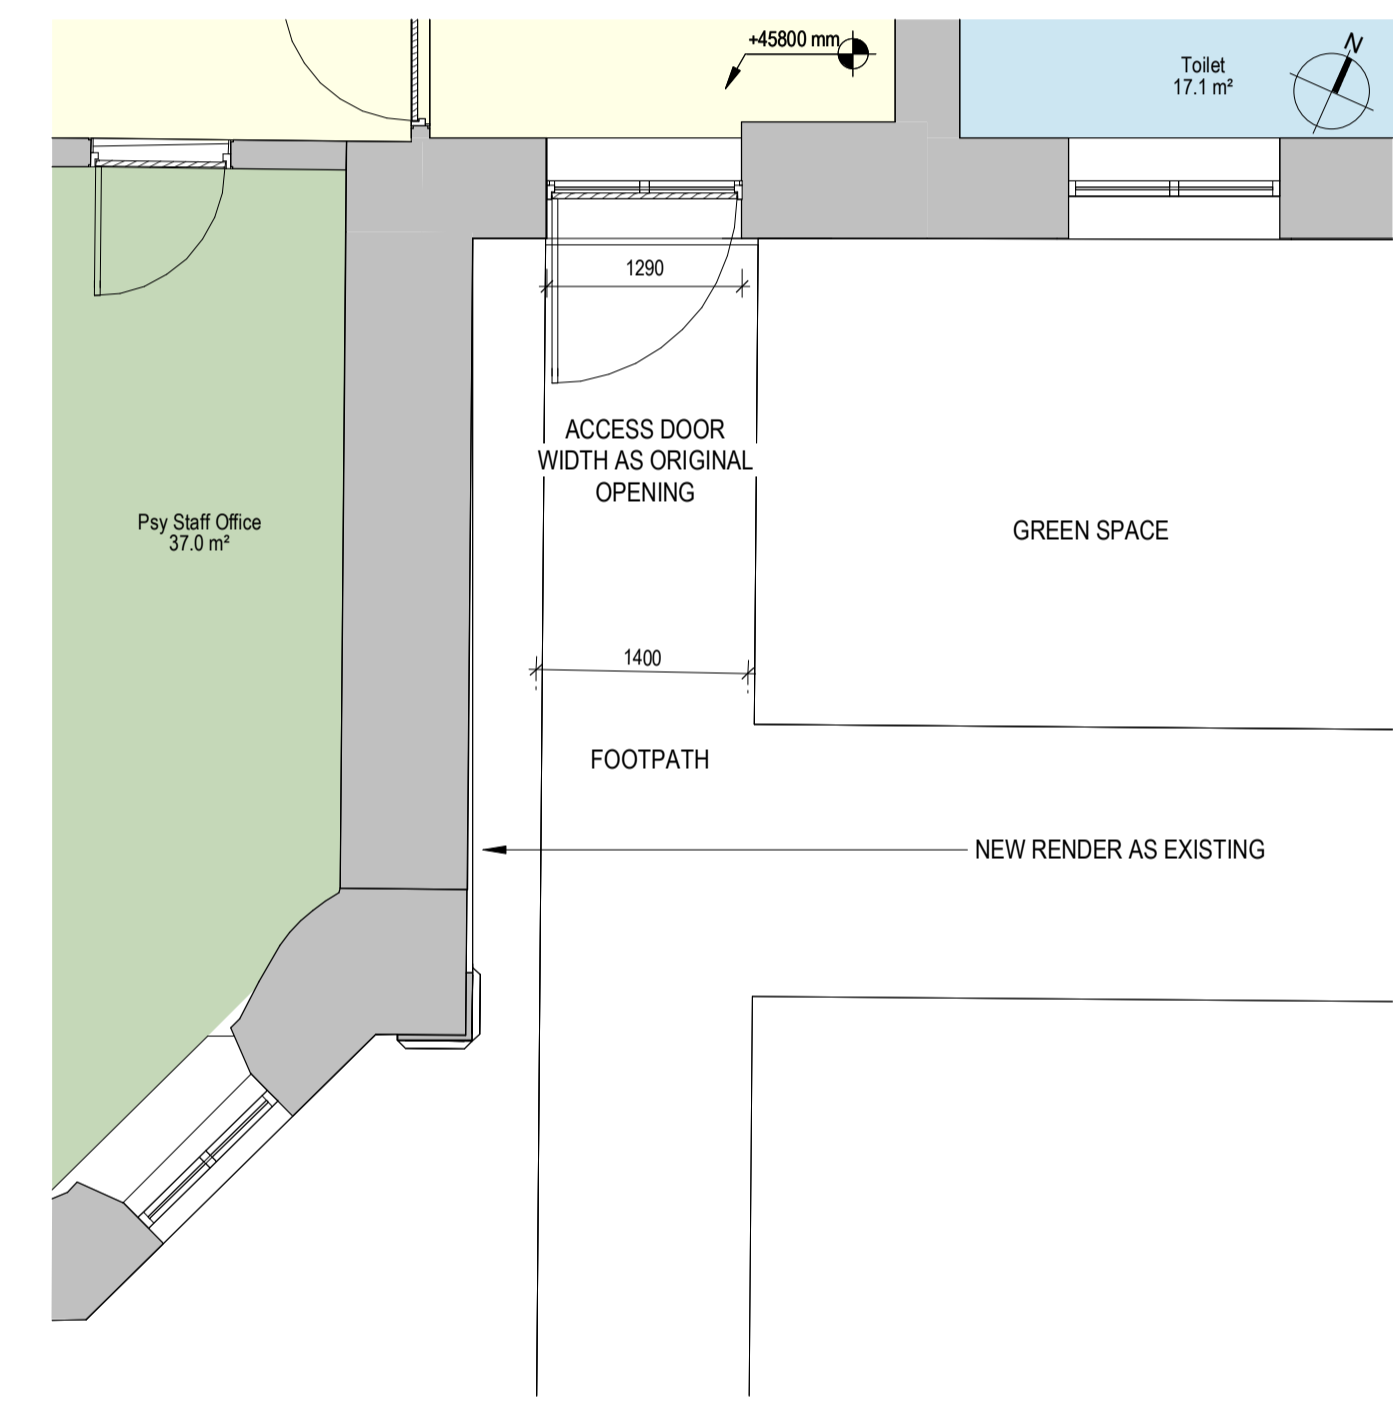 +45800 mm
N
Toilet
17.1 m²
1290
ACCESS DOOR
WIDTH AS ORIGINAL
OPENING
Psy Staff Office
37.0 m²
GREEN SPACE
1400
FOOTPATH
NEW RENDER AS EXISTING